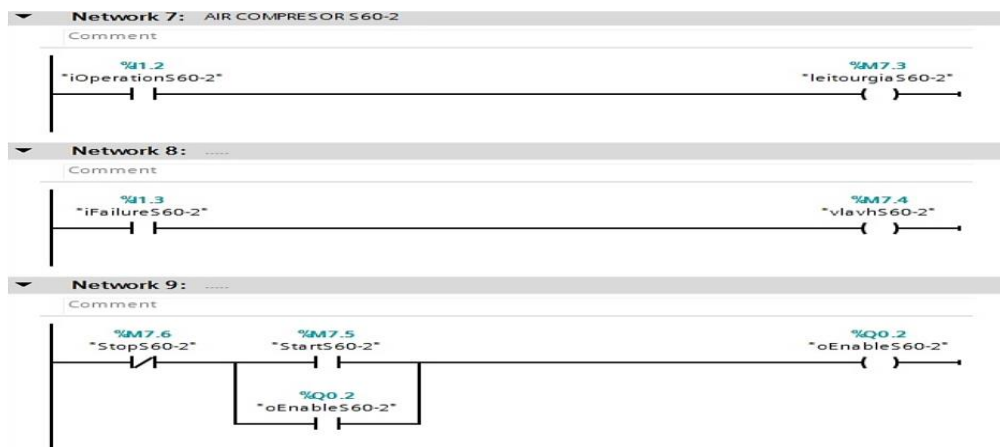 Network 7: AIR COMPRESOR S60-2
Comment
%I1.2
"iOperationS60-2"
%M7.3
"leitourgiaS60-2"
Network 8: .....
Comment
%I1.3
"iFailureS60-2"
%M7.4
"vlavhS60-2"
Network 9: .....
Comment
%M7.6
"StopS60-2"
%M7.5
"StartS60-2"
%Q0.2
"oEnableS60-2"
%Q0.2
"oEnableS60-2"